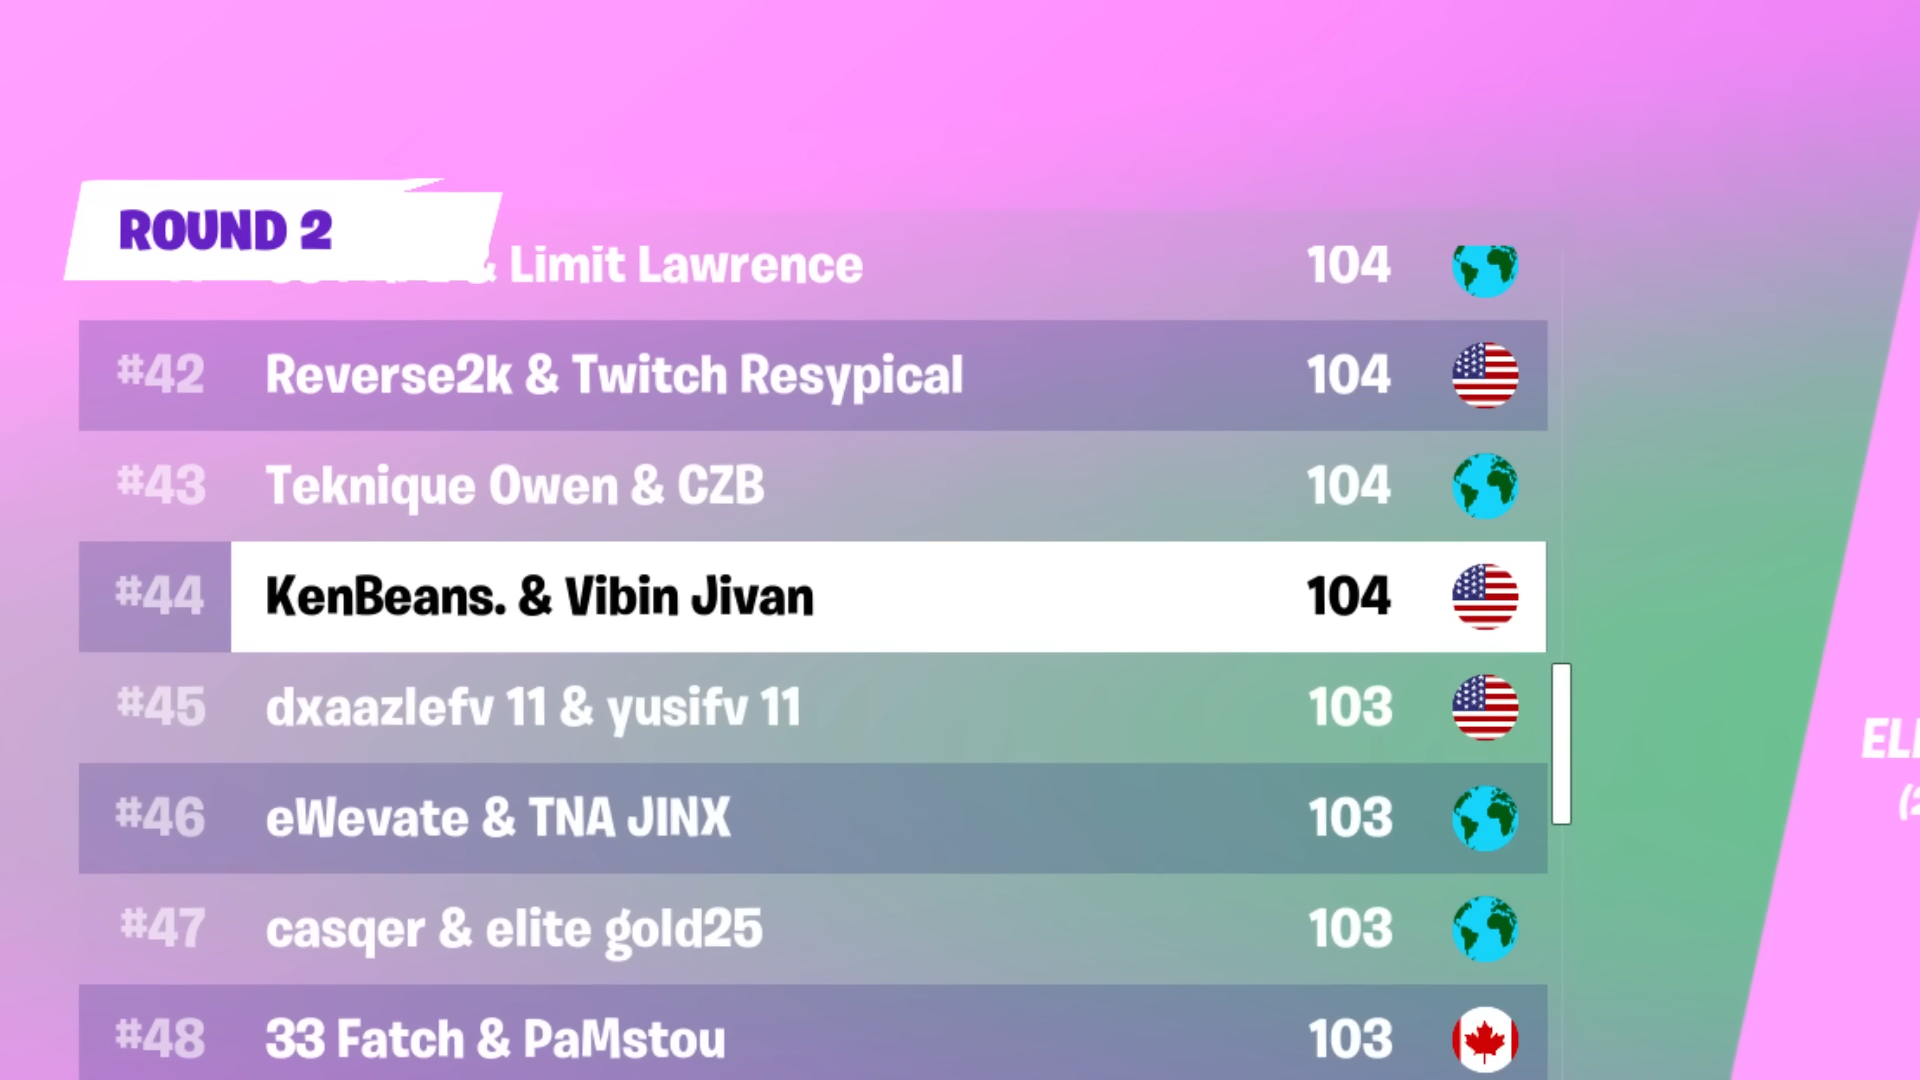 ROUND 2
& Limit Lawrence 104
#42 Reverse2k & Twitch Resypical 104
#43 Teknique Owen & CZB 104
#44 KenBeans. & Vibin Jivan 104
#45 dxaazlefv 11 & yusifv 11 103
#46 eWevate & TNA JINX 103
#47 casqer & elite gold25 103
#48 33 Fatch & PaMstou 103